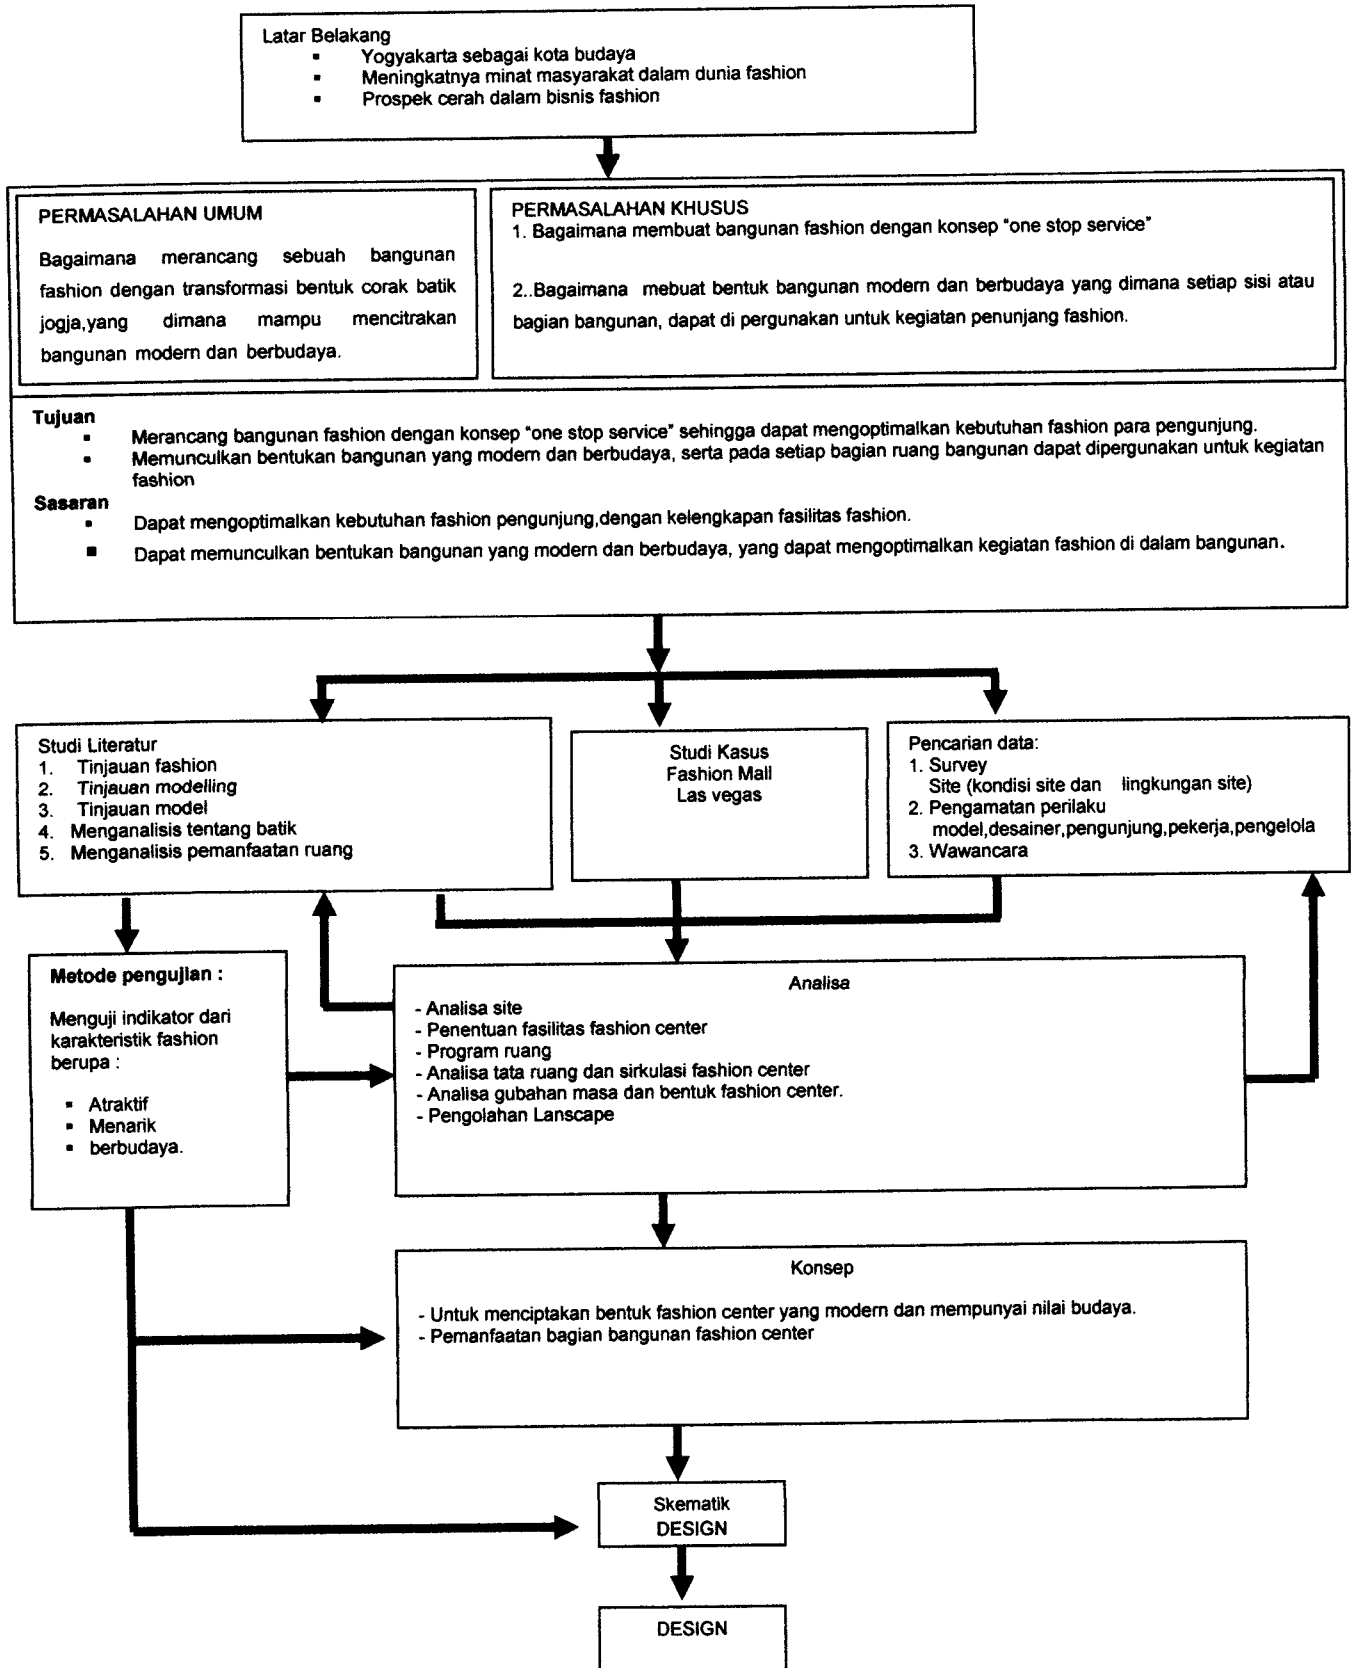 Latar Belakang
▪ Yogyakarta sebagai kota budaya
▪ Meningkatnya minat masyarakat dalam dunia fashion
▪ Prospek cerah dalam bisnis fashion
PERMASALAHAN UMUM
Bagaimana merancang sebuah bangunan
fashion dengan transformasi bentuk corak batik
jogja,yang dimana mampu mencitrakan
bangunan modern dan berbudaya.
PERMASALAHAN KHUSUS
1. Bagaimana membuat bangunan fashion dengan konsep “one stop service”
2..Bagaimana mebuat bentuk bangunan modern dan berbudaya yang dimana setiap sisi atau
bagian bangunan, dapat di pergunakan untuk kegiatan penunjang fashion.
Tujuan
▪ Merancang bangunan fashion dengan konsep “one stop service” sehingga dapat mengoptimalkan kebutuhan fashion para pengunjung.
▪ Memunculkan bentukan bangunan yang modern dan berbudaya, serta pada setiap bagian ruang bangunan dapat dipergunakan untuk kegiatan
fashion
Sasaran
▪ Dapat mengoptimalkan kebutuhan fashion pengunjung,dengan kelengkapan fasilitas fashion.
▪ Dapat memunculkan bentukan bangunan yang modern dan berbudaya, yang dapat mengoptimalkan kegiatan fashion di dalam bangunan.
Studi Literatur
1. Tinjauan fashion
2. Tinjauan modelling
3. Tinjauan model
4. Menganalisis tentang batik
5. Menganalisis pemanfaatan ruang
Studi Kasus
Fashion Mall
Las vegas
Pencarian data:
1. Survey
Site (kondisi site dan lingkungan site)
2. Pengamatan perilaku
model,desainer,pengunjung,pekerja,pengelola
3. Wawancara
Metode pengujian :
Menguji indikator dari
karakteristik fashion
berupa :
▪ Atraktif
▪ Menarik
▪ berbudaya.
Analisa
- Analisa site
- Penentuan fasilitas fashion center
- Program ruang
- Analisa tata ruang dan sirkulasi fashion center
- Analisa gubahan masa dan bentuk fashion center.
- Pengolahan Lanscape
Konsep
- Untuk menciptakan bentuk fashion center yang modern dan mempunyai nilai budaya.
- Pemanfaatan bagian bangunan fashion center
Skematik
DESIGN
DESIGN